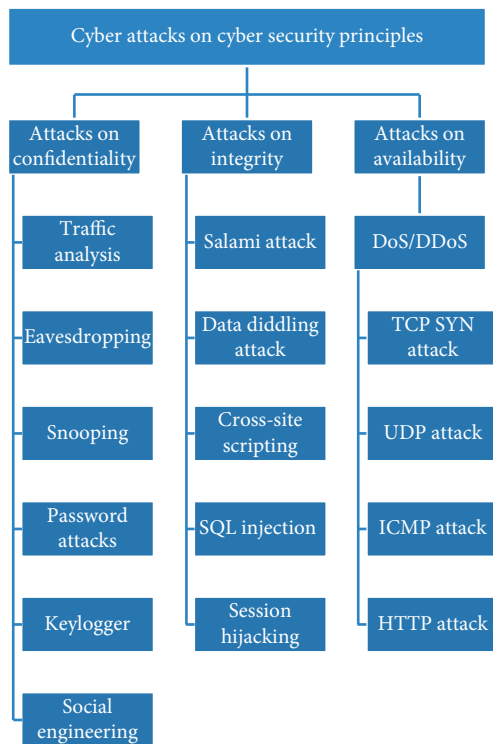 Cyber attacks on cyber security principles
Attacks on
confidentiality
Traffic
analysis
Eavesdropping
Snooping
Password
attacks
Keylogger
Social
engineering
Attacks on
integrity
Salami attack
Data diddling
attack
Cross-site
scripting
SQL injection
Session
hijacking
Attacks on
availability
DoS/DDoS
TCP SYN
attack
UDP attack
ICMP attack
HTTP attack